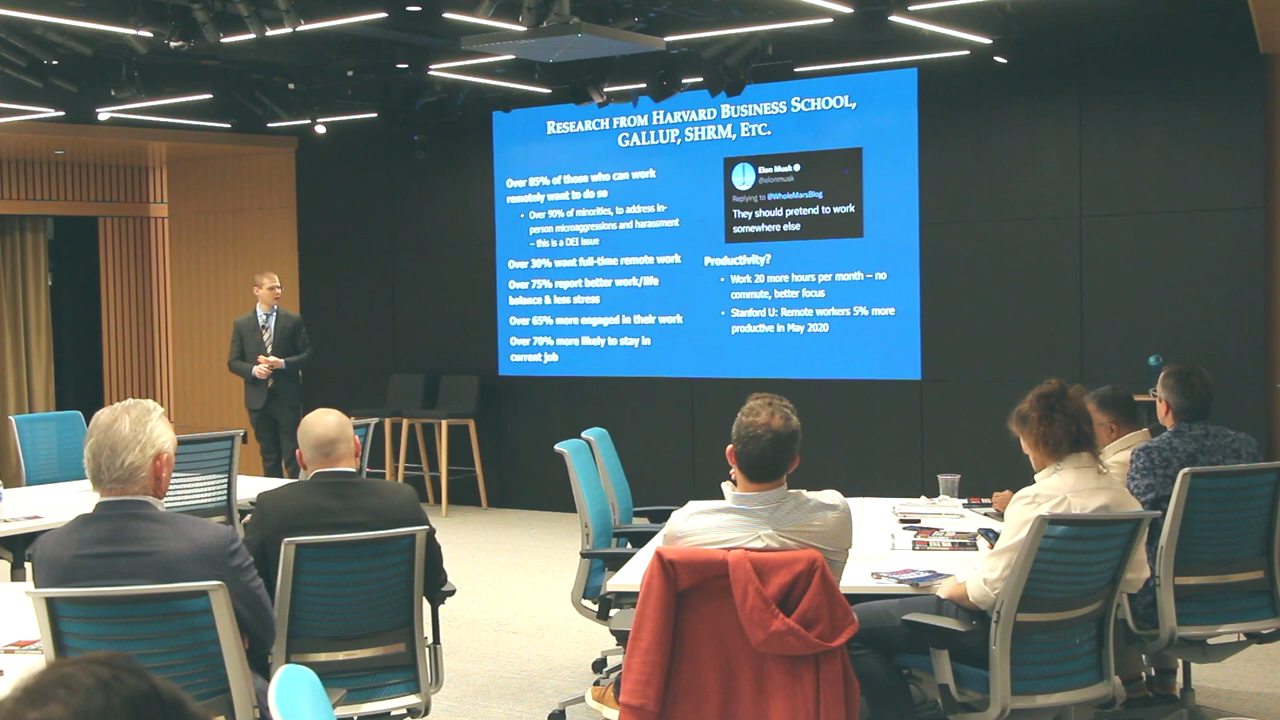 RESEARCH FROM HARVARD BUSINESS SCHOOL,
GALLUP, SHRM, ETC.
Over 85% of those who can work
remotely want to do so
• Over 90% of minorities, to address in-
person microaggressions and harassment
– this is a DEI issue
Over 30% want full-time remote work
Over 75% report better work/life
balance & less stress
Over 65% more engaged in their work
Over 70% more likely to stay in
current job
Elon Musk
@elonmusk
Replying to @WholeMarsBlog
They should pretend to work
somewhere else
Productivity?
• Work 20 more hours per month – no
commute, better focus
• Stanford U: Remote workers 5% more
productive in May 2020